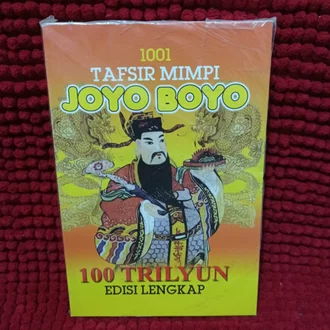 1001
TAFSIR MIMPI
JOYO BOYO
100 TRILYUN
EDISI LENGKAP